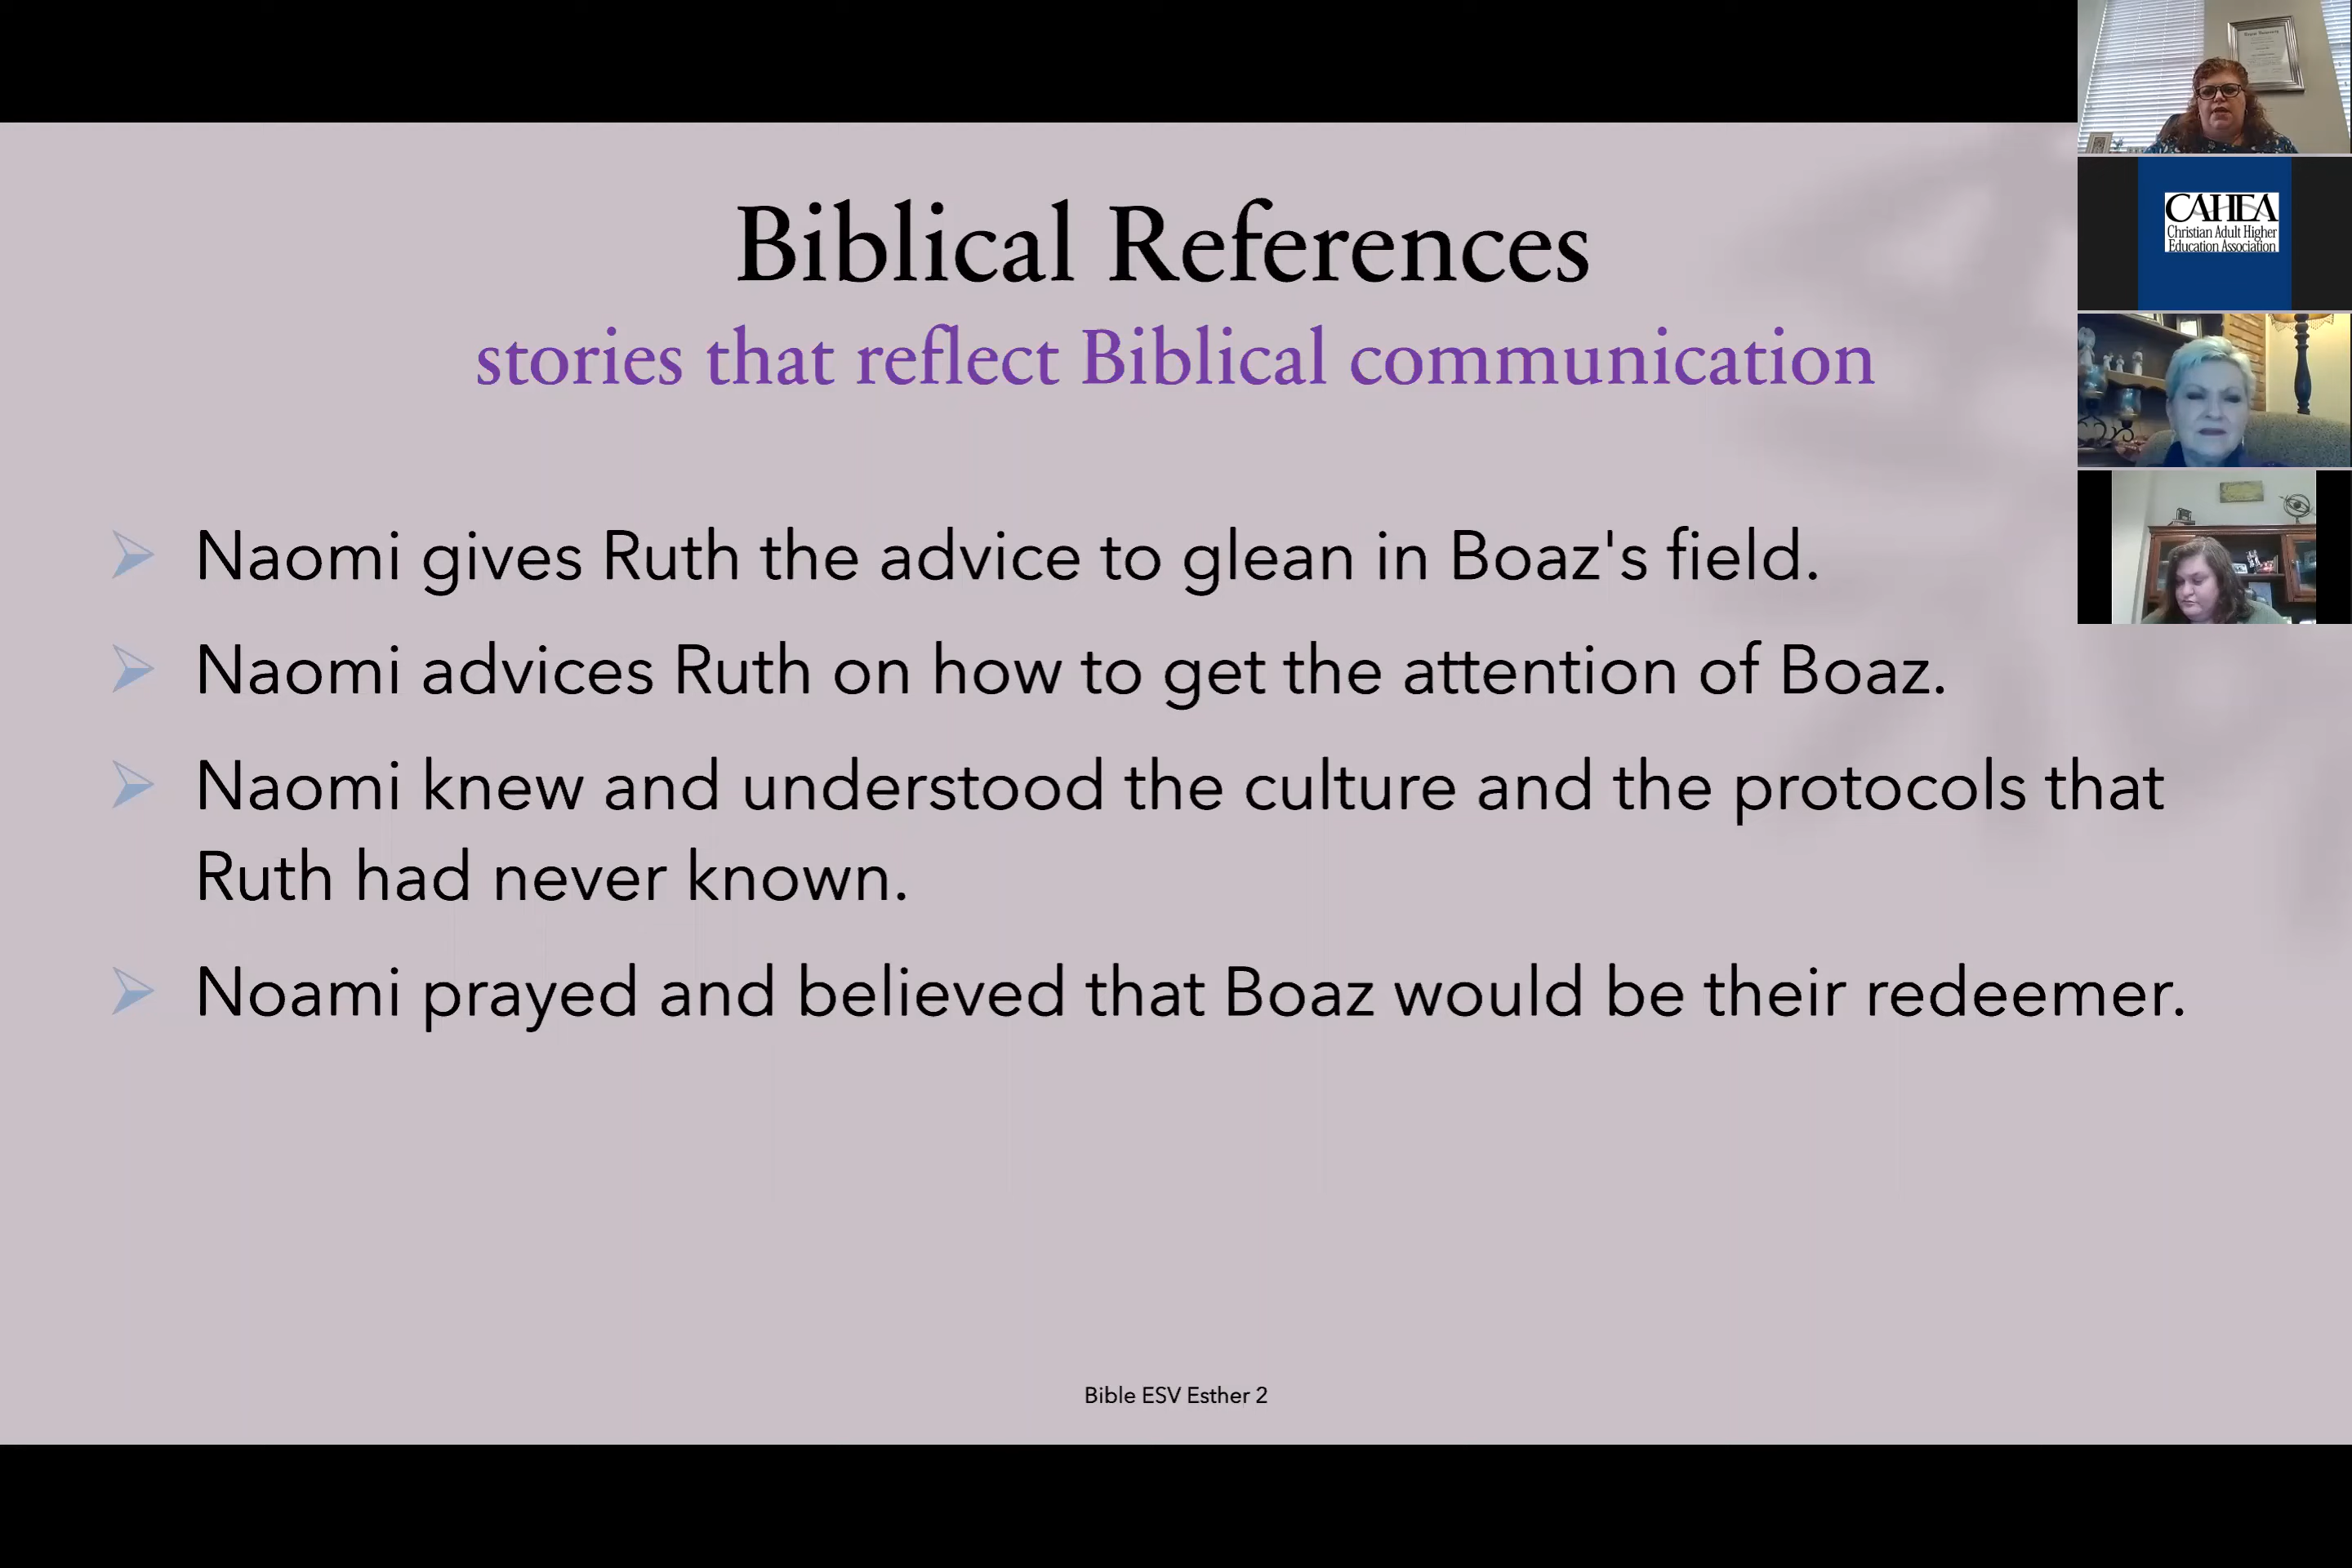 Biblical References
stories that reflect Biblical communication
Naomi gives Ruth the advice to glean in Boaz's field.
Naomi advices Ruth on how to get the attention of Boaz.
Naomi knew and understood the culture and the protocols that
Ruth had never known.
Noami prayed and believed that Boaz would be their redeemer.
Bible ESV Esther 2
CAHEA
Christian Adult Higher
Education Association